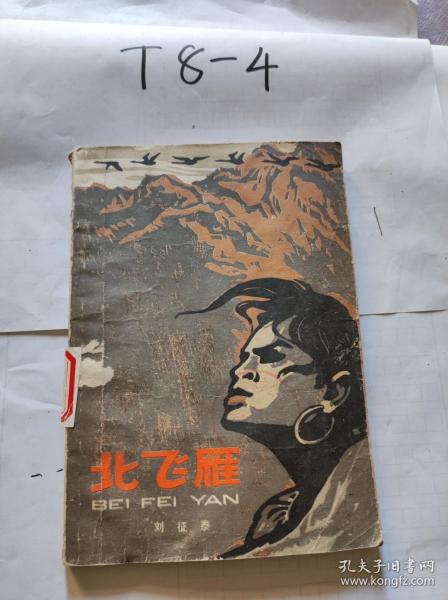 T8-4
北飞雁
BEI FEI YAN
刘征泰
孔夫子旧书网
www.kongfz.com